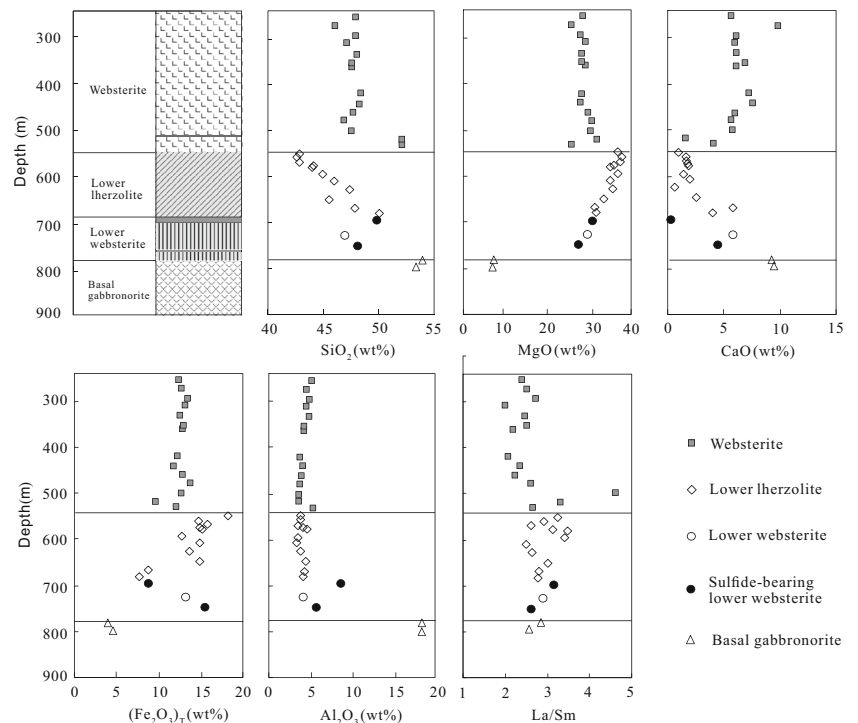 Depth (m)
300
400
500
600
700
800
900
Websterite
Lower
lherzolite
Lower
websterite
Basal
gabbronorite
40 45 50 55
SiO2 (wt%)
0 10 20 30 40
MgO (wt%)
0 5 10 15
CaO (wt%)
Depth(m)
300
400
500
600
700
800
900
0 5 10 15 20
(Fe2O3)T (wt%)
0 5 10 15 20
Al2O3 (wt%)
1 2 3 4 5
La/Sm
Websterite
Lower lherzolite
Lower websterite
Sulfide-bearing
lower websterite
Basal gabbronorite